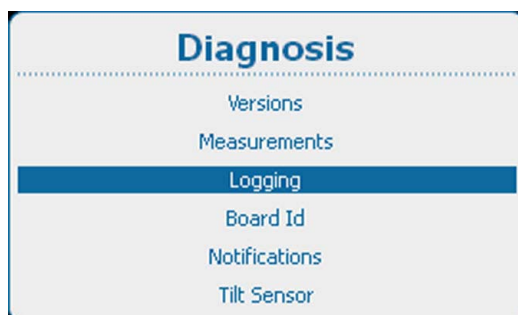 Diagnosis
Versions
Measurements
Logging
Board Id
Notifications
Tilt Sensor